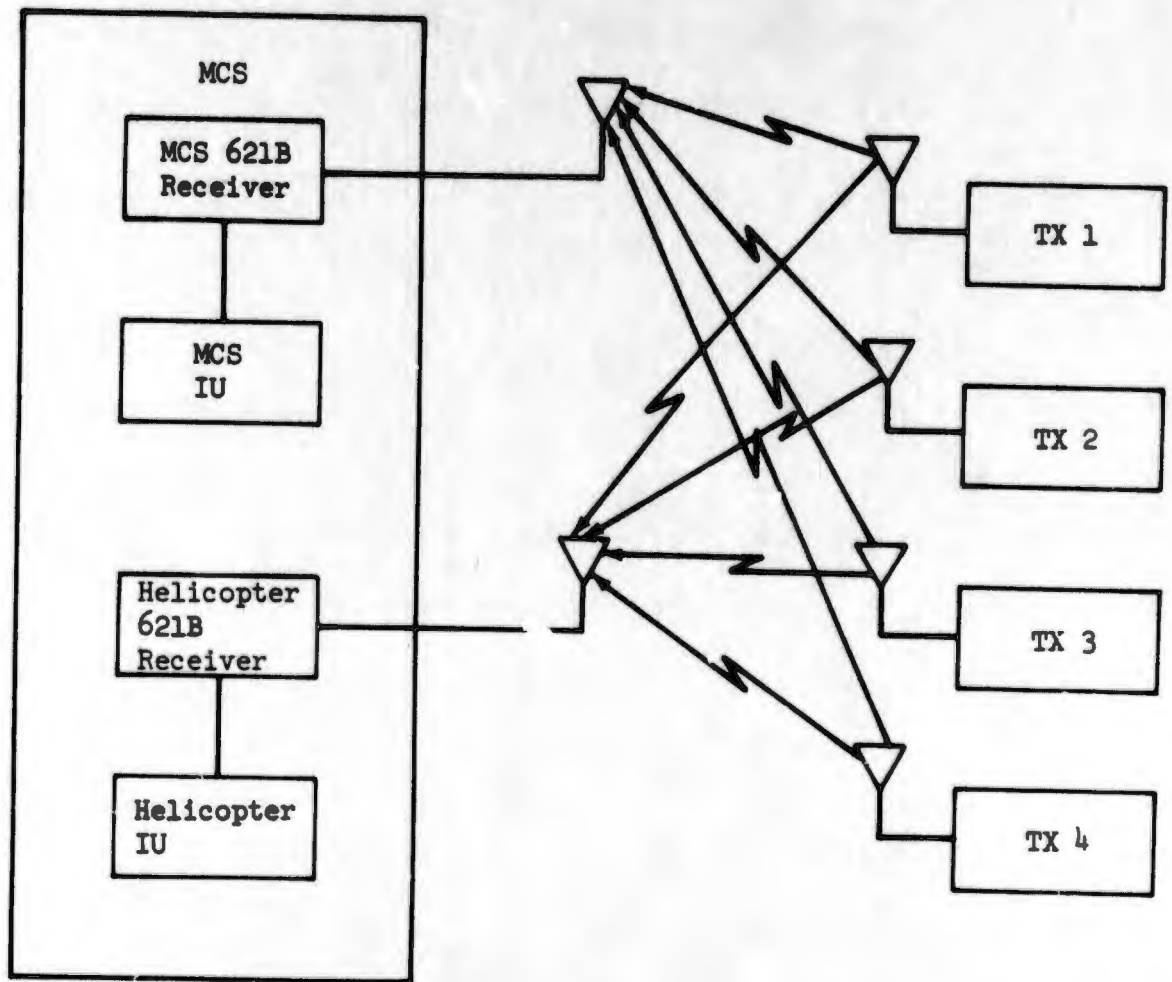 MCS
MCS 621B
Receiver
MCS
IU
Helicopter
621B
Receiver
Helicopter
IU
TX 1
TX 2
TX 3
TX 4